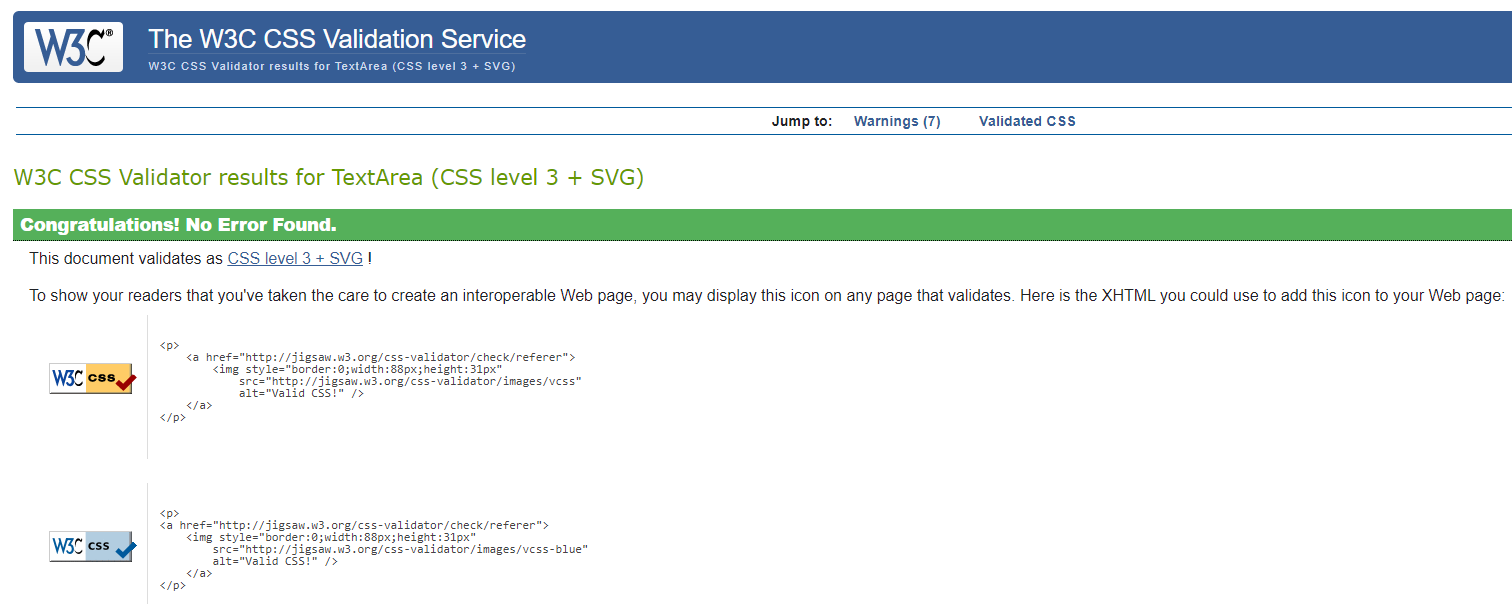 W3C® The W3C CSS Validation Service
W3C CSS Validator results for TextArea (CSS level 3 + SVG)
Jump to: Warnings (7) Validated CSS
W3C CSS Validator results for TextArea (CSS level 3 + SVG)
Congratulations! No Error Found.
This document validates as CSS level 3 + SVG !
To show your readers that you've taken the care to create an interoperable Web page, you may display this icon on any page that validates. Here is the XHTML you could use to add this icon to your Web page:
<p>
<a href="http://jigsaw.w3.org/css-validator/check/referer">
<img style="border:0;width:88px;height:31px"
W3C css
src="http://jigsaw.w3.org/css-validator/images/vcss"
alt="Valid CSS!" />
</a>
</p>
<p>
<a href="http://jigsaw.w3.org/css-validator/check/referer">
<img style="border:0;width:88px;height:31px"
W3C css
src="http://jigsaw.w3.org/css-validator/images/vcss-blue"
alt="Valid CSS!" />
</a>
</p>